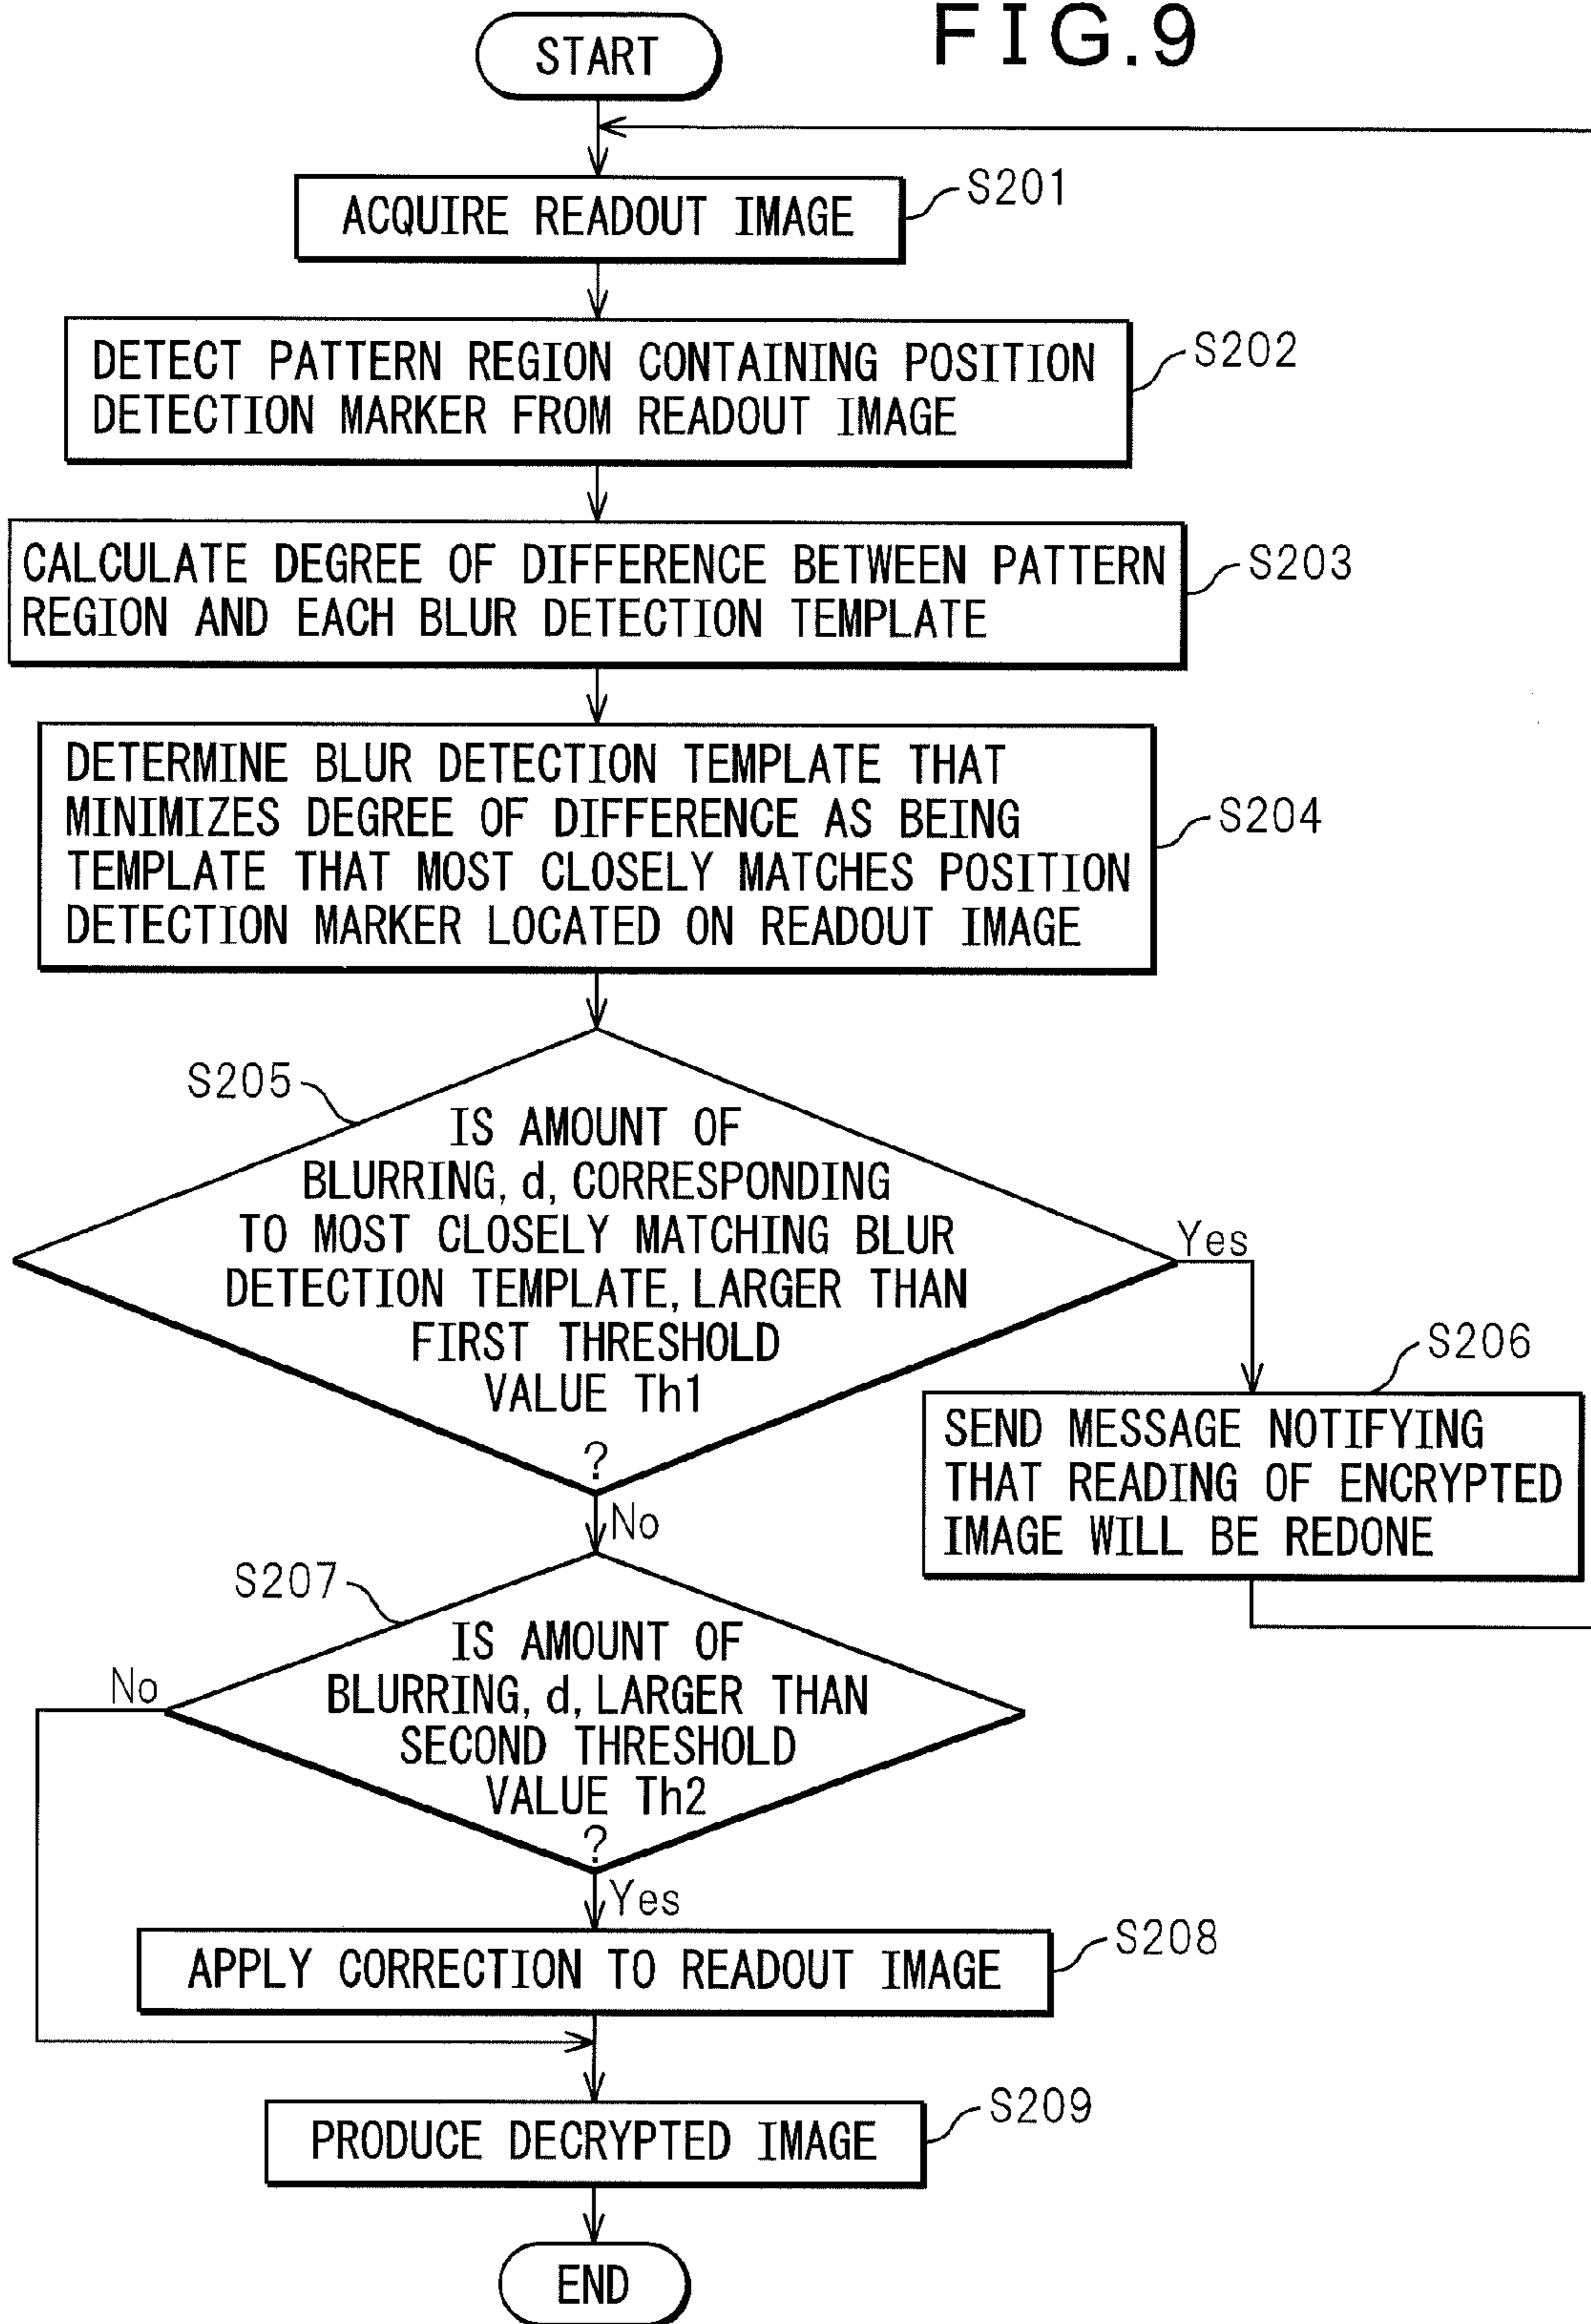 FIG.9
START
ACQUIRE READOUT IMAGE
S201
DETECT PATTERN REGION CONTAINING POSITION
DETECTION MARKER FROM READOUT IMAGE
S202
CALCULATE DEGREE OF DIFFERENCE BETWEEN PATTERN
REGION AND EACH BLUR DETECTION TEMPLATE
S203
DETERMINE BLUR DETECTION TEMPLATE THAT
MINIMIZES DEGREE OF DIFFERENCE AS BEING
TEMPLATE THAT MOST CLOSELY MATCHES POSITION
DETECTION MARKER LOCATED ON READOUT IMAGE
S204
S205
IS AMOUNT OF
BLURRING, d, CORRESPONDING
TO MOST CLOSELY MATCHING BLUR
DETECTION TEMPLATE, LARGER THAN
FIRST THRESHOLD
VALUE Th1
?
Yes
S206
SEND MESSAGE NOTIFYING
THAT READING OF ENCRYPTED
IMAGE WILL BE REDONE
No
S207
IS AMOUNT OF
BLURRING, d, LARGER THAN
SECOND THRESHOLD
VALUE Th2
?
No
Yes
APPLY CORRECTION TO READOUT IMAGE
S208
PRODUCE DECRYPTED IMAGE
S209
END